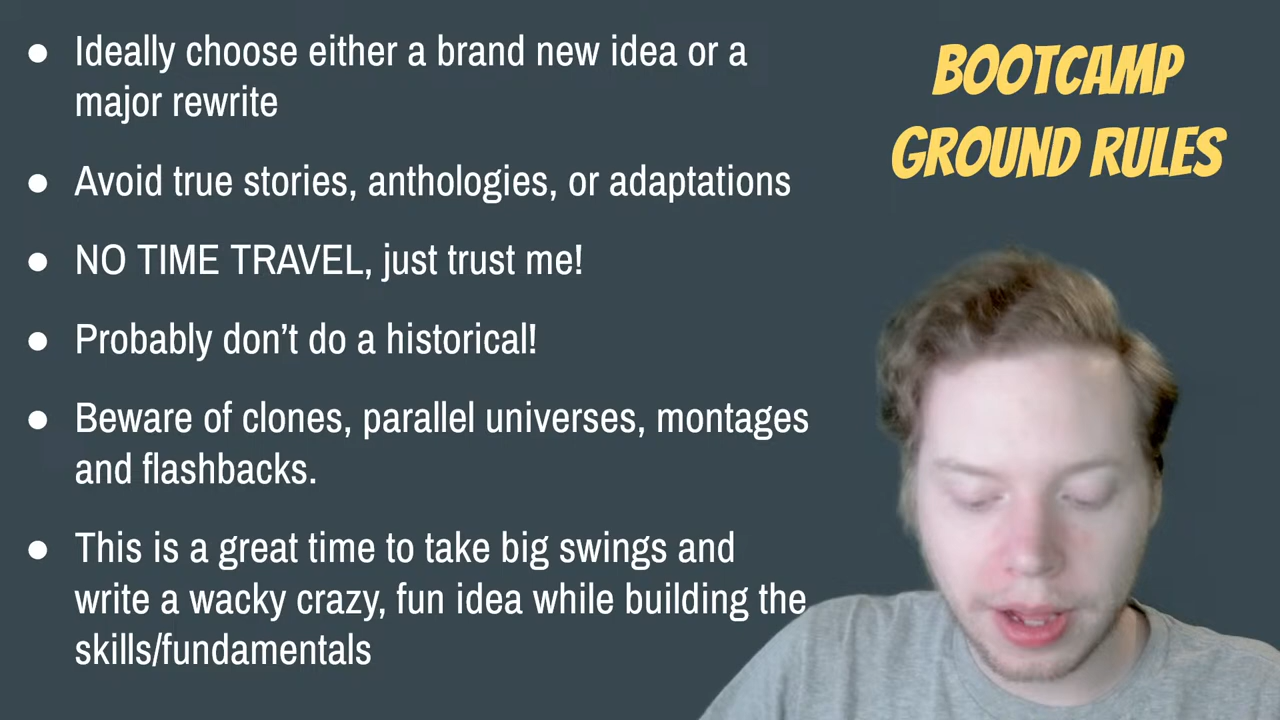 ● Ideally choose either a brand new idea or a
major rewrite
● Avoid true stories, anthologies, or adaptations
● NO TIME TRAVEL, just trust me!
● Probably don’t do a historical!
● Beware of clones, parallel universes, montages
and flashbacks.
● This is a great time to take big swings and
write a wacky crazy, fun idea while building the
skills/fundamentals
BOOTCAMP
GROUND RULES